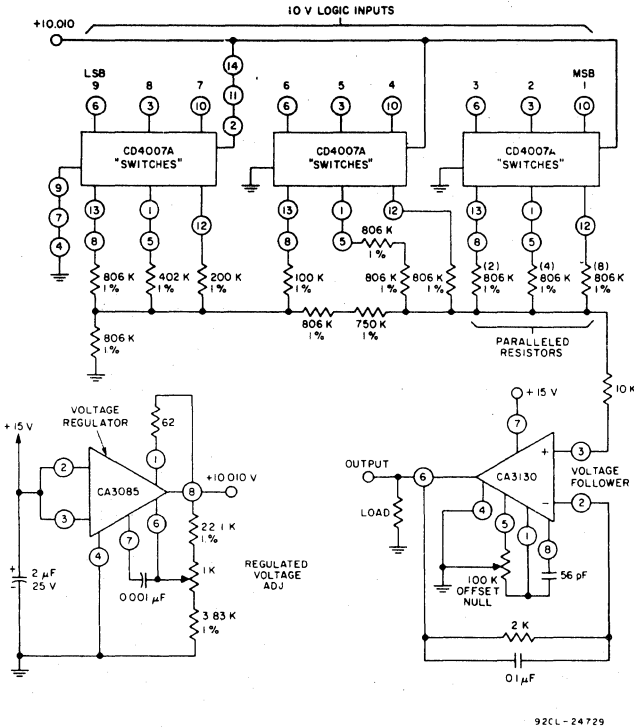 10 V LOGIC INPUTS
+10.010
14
11
2
LSB
9 8 7
6 3 10
6 5 4
6 3 10
3 2
MSB
1
6 3 10
CD4007A
"SWITCHES"
CD4007A
"SWITCHES"
CD4007A
"SWITCHES"
9
7
4
13 1 12
8 5
13 1 12
8 5
13 1 12
8 5
806 K
1%
806 K
1%
402 K
1%
200 K
1%
100 K
1%
806 K
1%
806 K
1%
(2)
806 K
1%
(4)
806 K
1%
(8)
806 K
1%
806 K
1%
806 K
1%
750 K
1%
PARALLELED
RESISTORS
10 K
+15 V
VOLTAGE
REGULATOR
62
1
2
3
CA3085
8
+10 010 V
4
7
6
22 1 K
1%
1K
REGULATED
VOLTAGE
ADJ
0 001 µF
3 83 K
1%
+
2 µF
-
25 V
+15 V
7
OUTPUT
6
CA3130
+
3
VOLTAGE
FOLLOWER
-
2
LOAD
4
5
1
8
100 K
OFFSET
NULL
56 pF
2 K
01 µF
92CL-24729